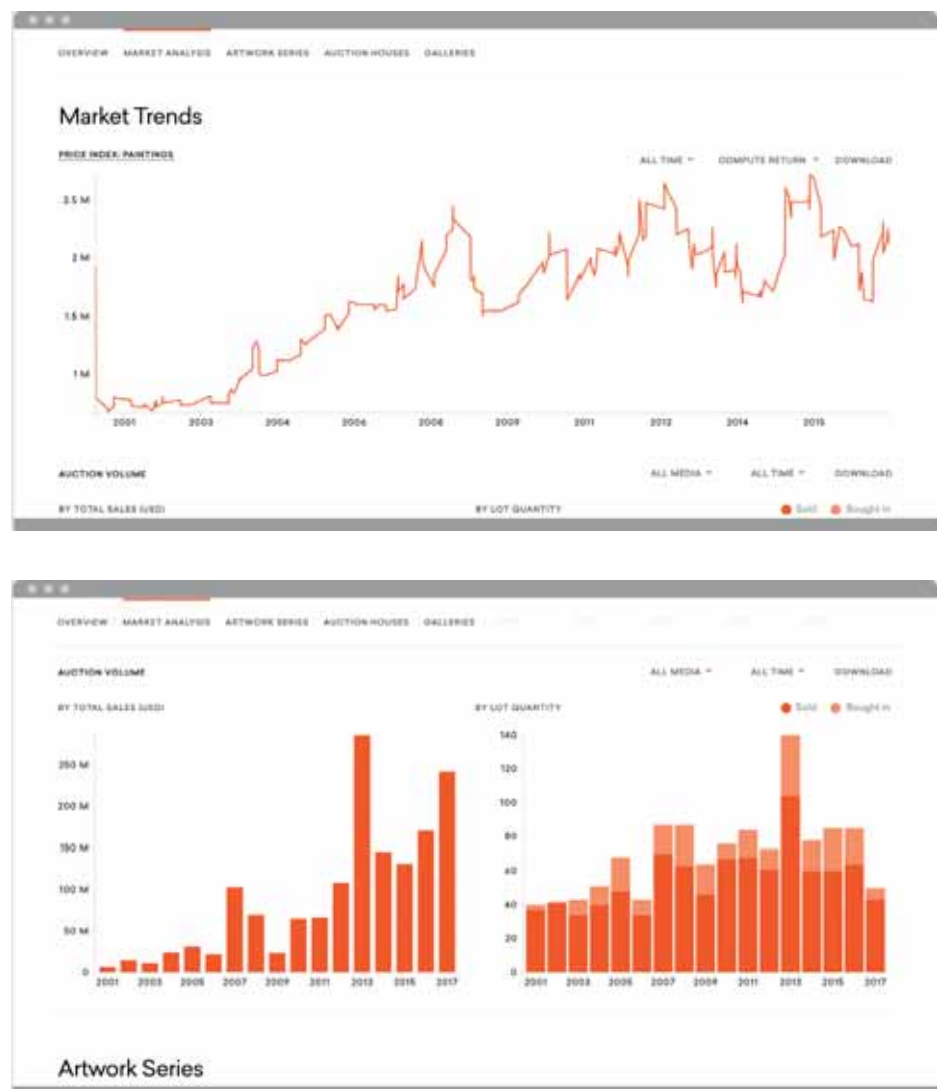 OVERVIEW MARKET ANALYSIS ARTWORK SERIES AUCTION HOUSES GALLERIES
Market Trends
PRICE INDEX: PAINTINGS
ALL TIME COMPUTE RETURN DOWNLOAD
2.5 M
2 M
1.5 M
1 M
2001 2003 2004 2006 2008 2009 2011 2012 2014 2015
AUCTION VOLUME ALL MEDIA ALL TIME DOWNLOAD
BY TOTAL SALES (USD) BY LOT QUANTITY Sold Bought in
OVERVIEW MARKET ANALYSIS ARTWORK SERIES AUCTION HOUSES GALLERIES
AUCTION VOLUME ALL MEDIA ALL TIME DOWNLOAD
BY TOTAL SALES (USD) BY LOT QUANTITY Sold Bought in
250 M
200 M
150 M
100 M
50 M
0
2001 2003 2005 2007 2009 2011 2013 2015 2017
140
120
100
80
60
40
20
0
2001 2003 2005 2007 2009 2011 2013 2015 2017
Artwork Series